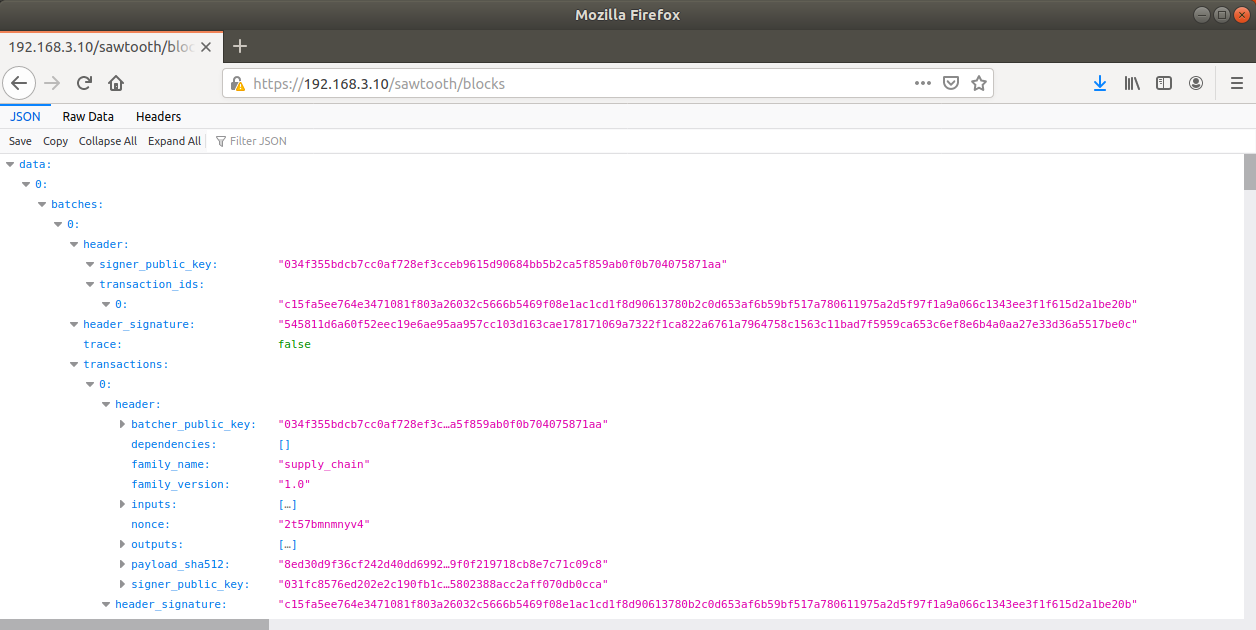 Mozilla Firefox
192.168.3.10/sawtooth/bloc
https://192.168.3.10/sawtooth/blocks
JSON Raw Data Headers
Save Copy Collapse All Expand All Filter JSON
data:
0:
batches:
0:
header:
signer_public_key: "034f355bdcb7cc0af728ef3cceb9615d90684bb5b2ca5f859ab0f0b704075871aa"
transaction_ids:
0: "c15fa5ee764e3471081f803a26032c5666b5469f08e1ac1cd1f8d90613780b2c0d653af6b59bf517a780611975a2d5f97f1a9a066c1343ee3f1f615d2a1be20b"
header_signature: "545811d6a60f52eec19e6ae95aa957cc103d163cae178171069a7322f1ca822a6761a7964758c1563c11bad7f5959ca653c6ef8e6b4a0aa27e33d36a5517be0c"
trace: false
transactions:
0:
header:
batcher_public_key: "034f355bdcb7cc0af728ef3c…a5f859ab0f0b704075871aa"
dependencies: []
family_name: "supply_chain"
family_version: "1.0"
inputs: […]
nonce: "2t57bmnmnyv4"
outputs: […]
payload_sha512: "8ed30d9f36cf242d40dd6992…9f0f219718cb8e7c71c09c8"
signer_public_key: "031fc8576ed202e2c190fb1c…5802388acc2aff070db0cca"
header_signature: "c15fa5ee764e3471081f803a26032c5666b5469f08e1ac1cd1f8d90613780b2c0d653af6b59bf517a780611975a2d5f97f1a9a066c1343ee3f1f615d2a1be20b"